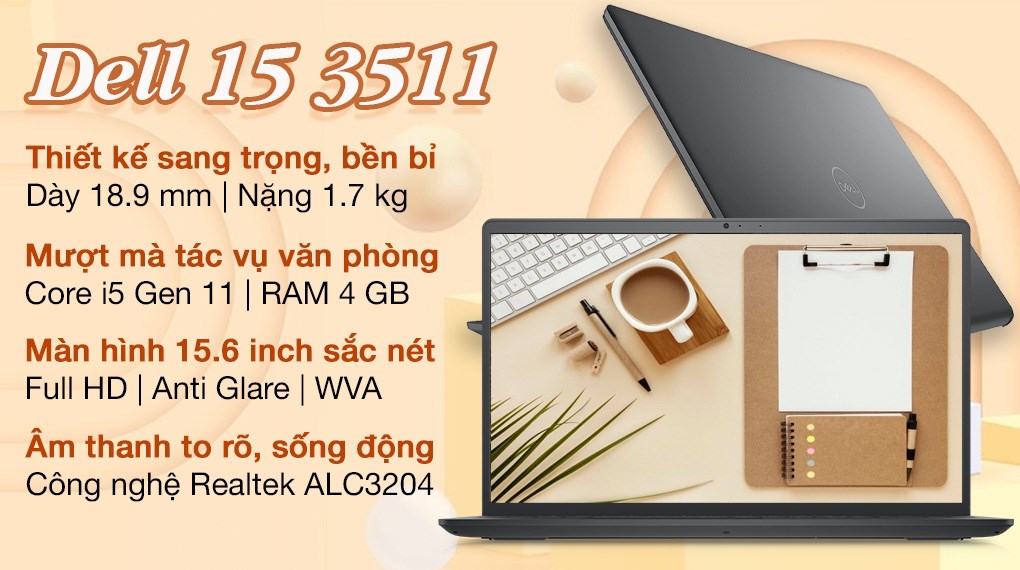 Dell 15 3511
Thiết kế sang trọng, bền bỉ
Dày 18.9 mm | Nặng 1.7 kg
Mượt mà tác vụ văn phòng
Core i5 Gen 11 | RAM 4 GB
Màn hình 15.6 inch sắc nét
Full HD | Anti Glare | WVA
Âm thanh to rõ, sống động
Công nghệ Realtek ALC3204
DELL